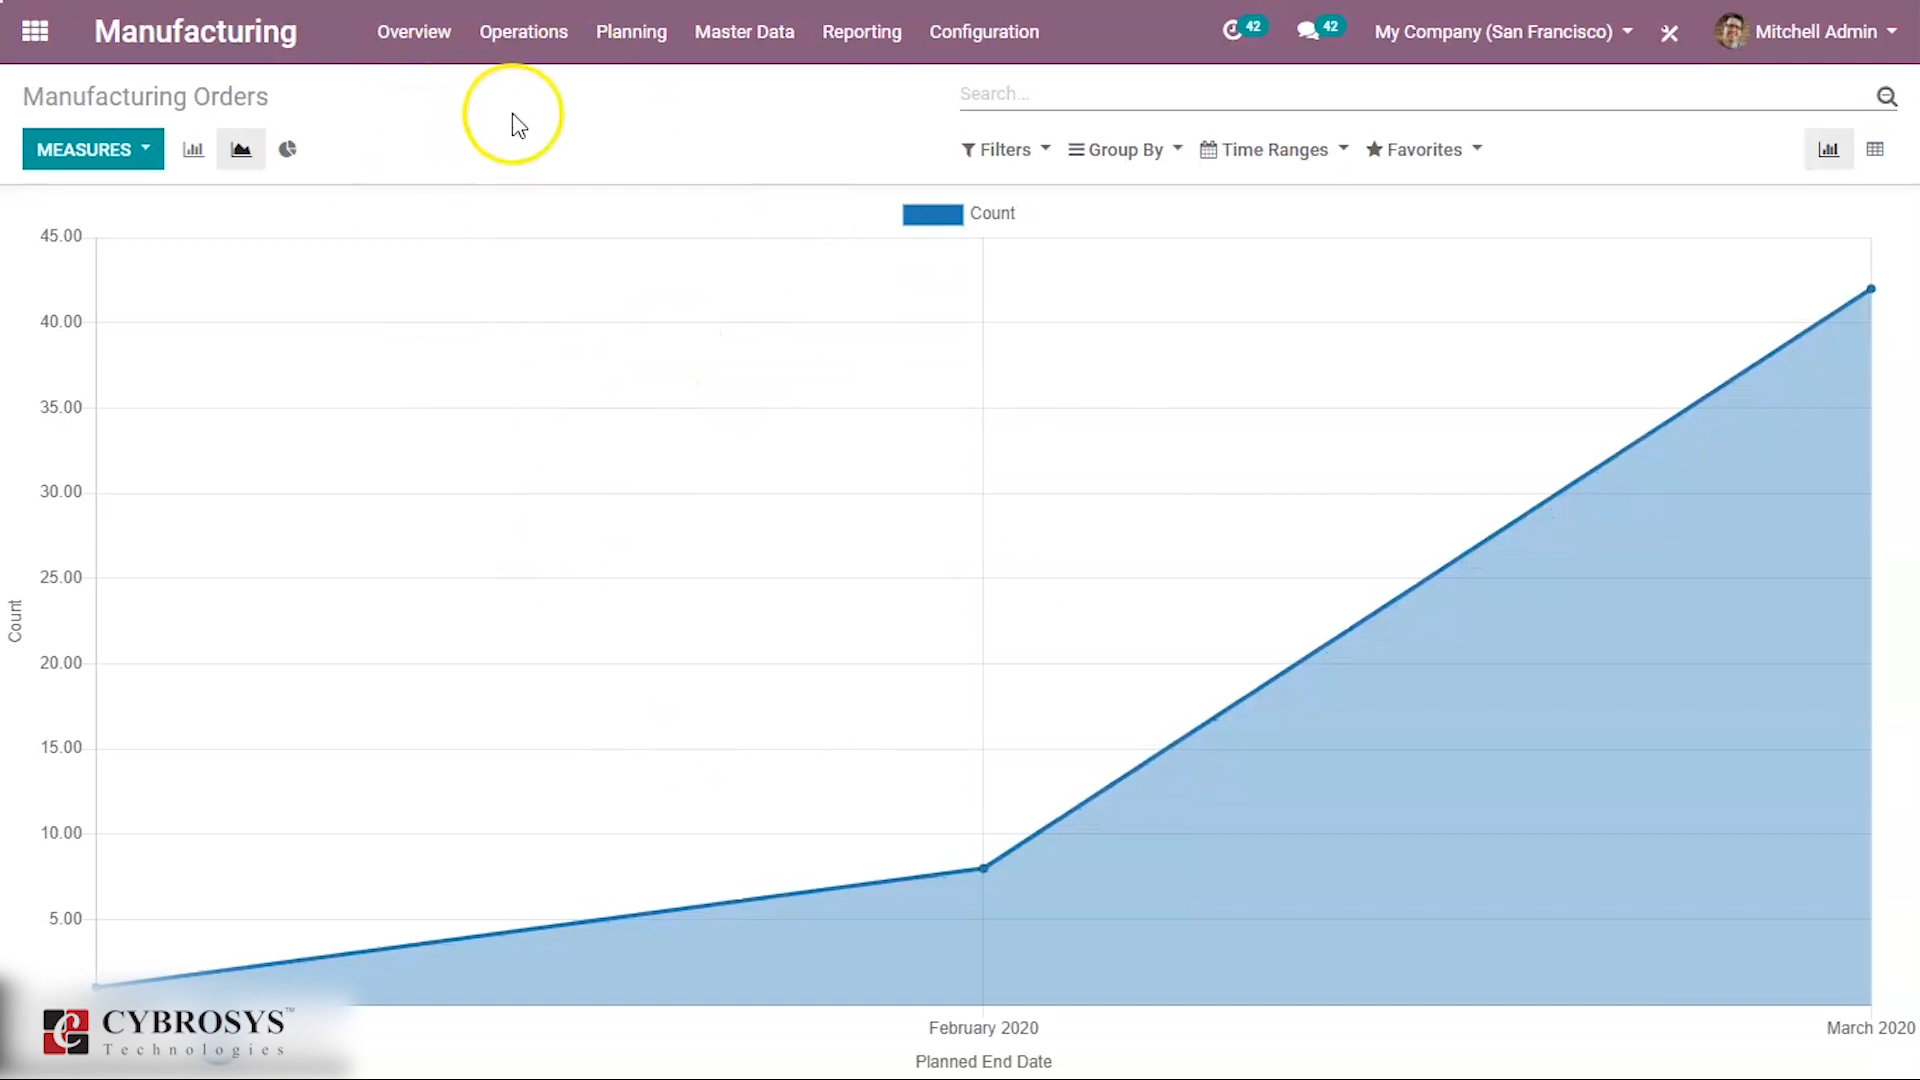 Manufacturing Overview Operations Planning Master Data Reporting Configuration 42 42 My Company (San Francisco) Mitchell Admin
Manufacturing Orders
Search...
MEASURES Filters Group By Time Ranges Favorites
Count
45.00
40.00
35.00
30.00
25.00
20.00
15.00
10.00
5.00
Count
February 2020 March 2020
Planned End Date
CYBROSYS™
Technologies